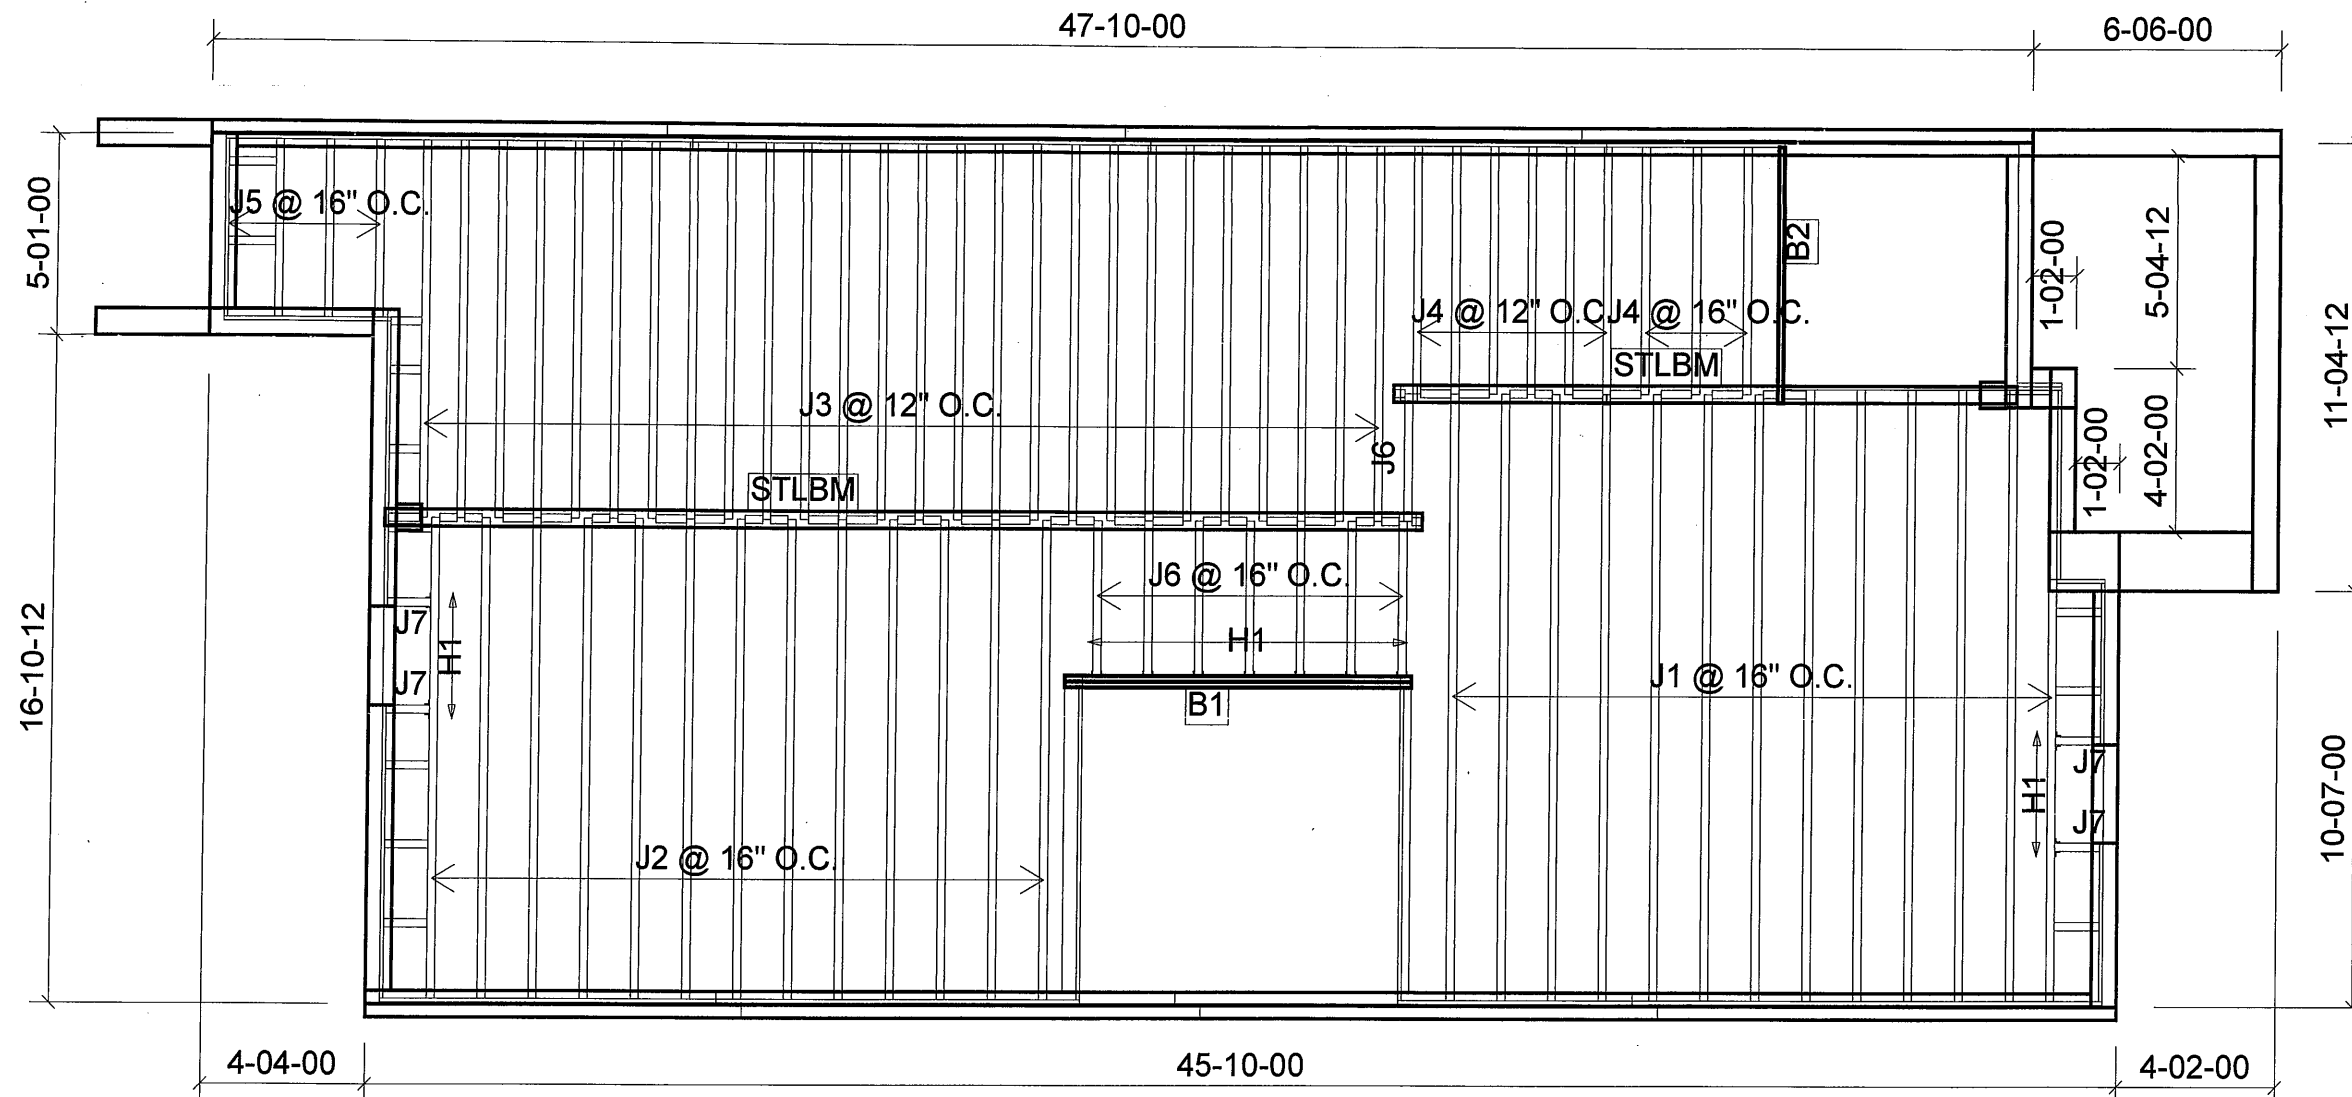 47-10-00
6-06-00
5-01-00
J5 @ 16" O.C.
B2
1-02-00
5-04-12
11-04-12
J4 @ 12" O.C.
J4 @ 16" O.C.
STLBM
J3 @ 12" O.C.
J6
1-02-00
4-02-00
STLBM
J6 @ 16" O.C.
H1
J7
H1
J7
B1
J1 @ 16" O.C.
16-10-12
J7
H1
J7
10-07-00
J2 @ 16" O.C.
4-04-00
45-10-00
4-02-00